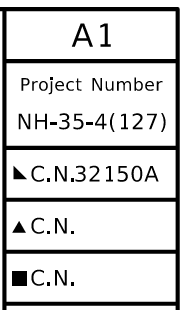 A1
Project Number
NH-35-4(127)
◣C.N.32150A
▲C.N.
■C.N.